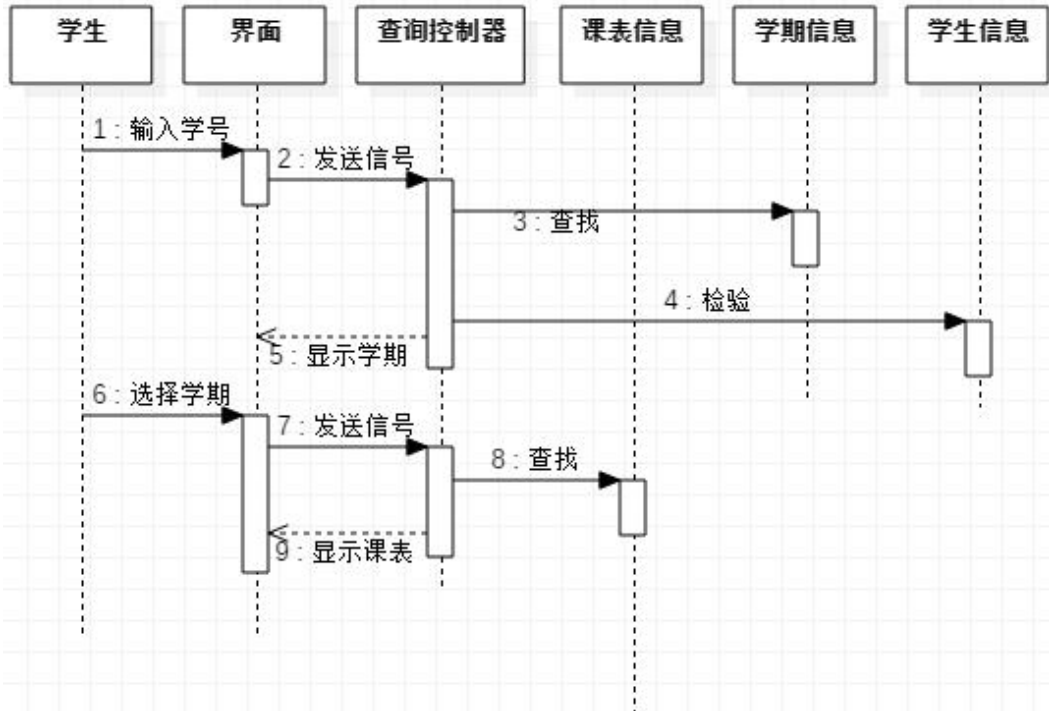 学生
界面
查询控制器
课表信息
学期信息
学生信息
1 : 输入学号
2 : 发送信号
3 : 查找
4 : 检验
5 : 显示学期
6 : 选择学期
7 : 发送信号
8 : 查找
9 : 显示课表